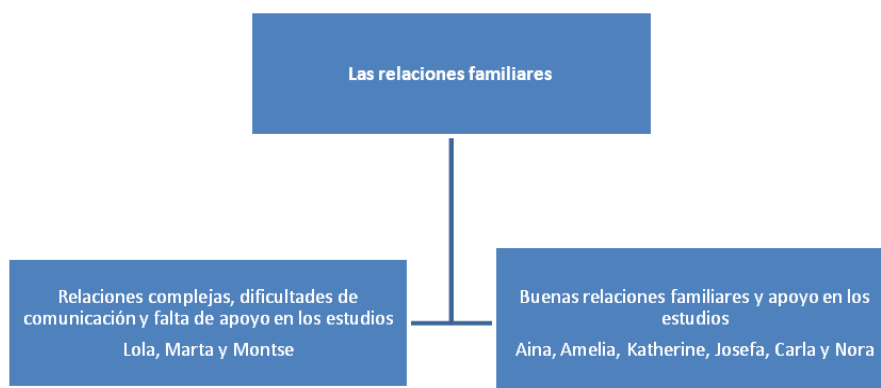 Las relaciones familiares
Relaciones complejas, dificultades de
comunicación y falta de apoyo en los estudios
Lola, Marta y Montse
Buenas relaciones familiares y apoyo en los
estudios
Aina, Amelia, Katherine, Josefa, Carla y Nora